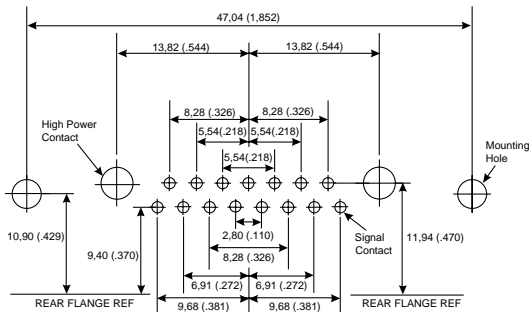 47,04 (1,852)
13,82 (.544)
13,82 (.544)
8,28 (.326)
8,28 (.326)
High Power
Contact
5,54(.218)
5,54(.218)
Mounting
Hole
5,54(.218)
10,90 (.429)
9,40 (.370)
2,80 (.110)
Signal
Contact
11,94 (.470)
8,28 (.326)
6,91 (.272)
6,91 (.272)
REAR FLANGE REF
REAR FLANGE REF
9,68 (.381)
9,68 (.381)